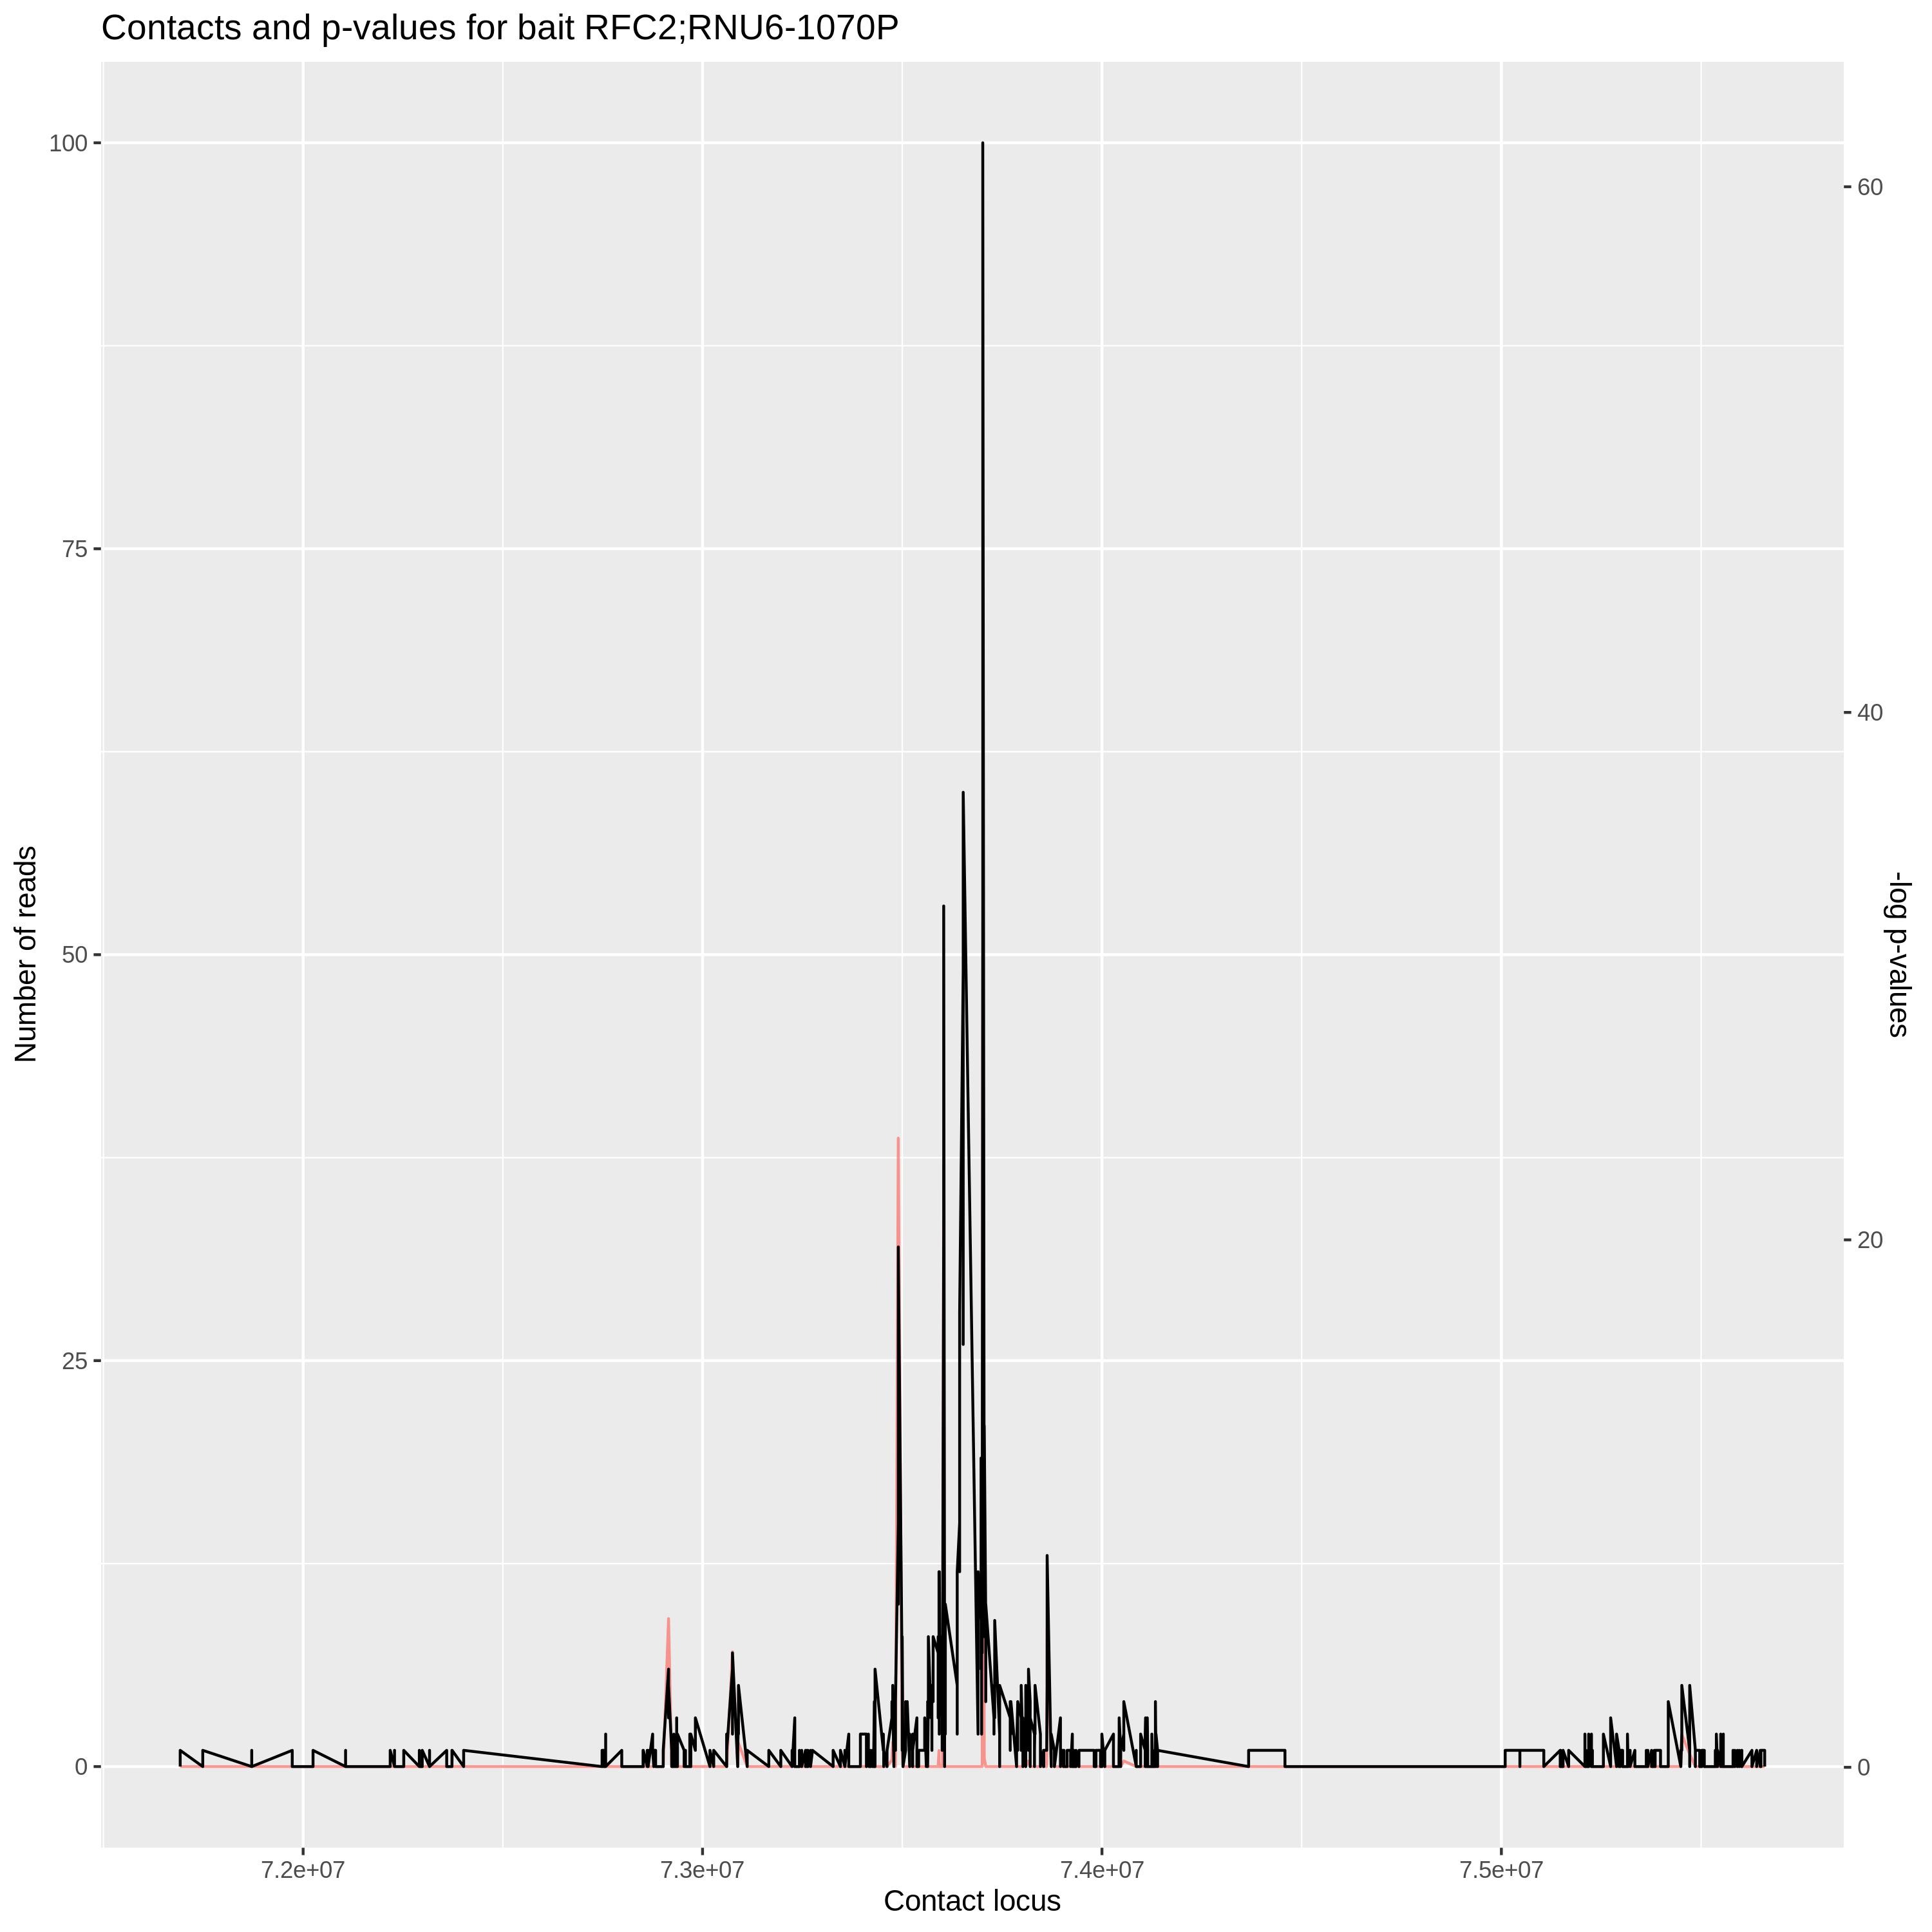 Contacts and p-values for bait RFC2;RNU6-1070P
100
75
50
25
0
60
40
20
0
Number of reads
-log p-values
7.2e+07
7.3e+07
7.4e+07
7.5e+07
Contact locus